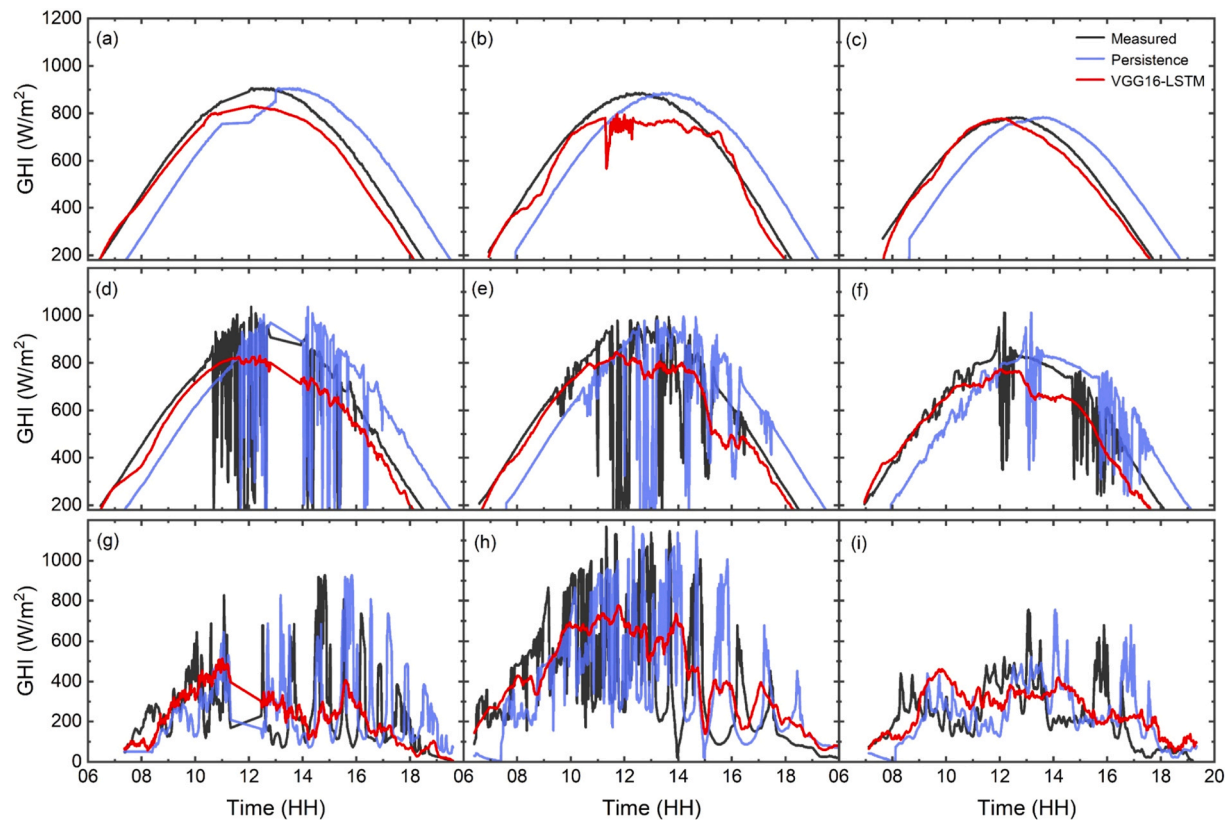 (a) (b) (c)
Measured
Persistence
VGG16-LSTM
1200
1000
800
600
400
200
GHI (W/m²)
(d) (e) (f)
1000
800
600
400
200
GHI (W/m²)
(g) (h) (i)
1000
800
600
400
200
0
GHI (W/m²)
06 08 10 12 14 16 18 06 08 10 12 14 16 18 06 08 10 12 14 16 18 20
Time (HH) Time (HH) Time (HH)